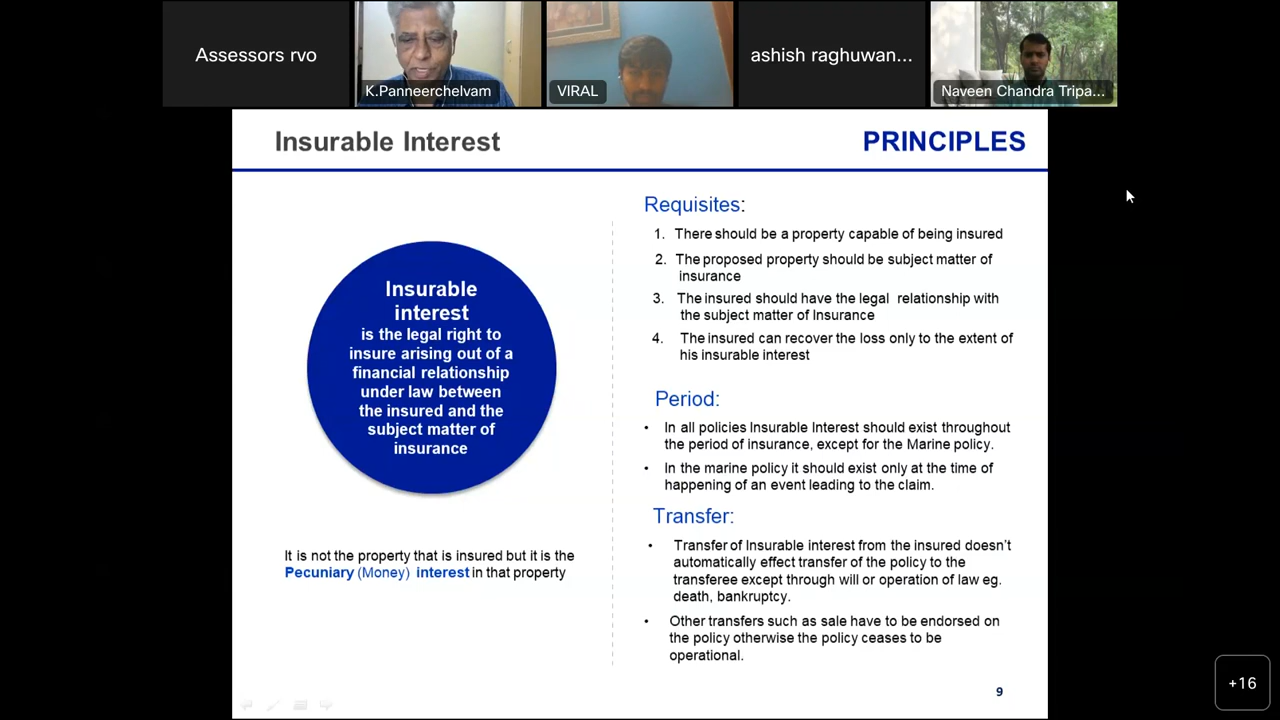 Assessors rvo
K.Panneerchelvam
VIRAL
ashish raghuwan...
Naveen Chandra Tripa...
Insurable Interest
PRINCIPLES
Insurable
interest
is the legal right to
insure arising out of a
financial relationship
under law between
the insured and the
subject matter of
insurance
It is not the property that is insured but it is the
Pecuniary (Money) interest in that property
Requisites:
1. There should be a property capable of being insured
2. The proposed property should be subject matter of
insurance
3. The insured should have the legal relationship with
the subject matter of Insurance
4. The insured can recover the loss only to the extent of
his insurable interest
Period:
• In all policies Insurable Interest should exist throughout
the period of insurance, except for the Marine policy.
• In the marine policy it should exist only at the time of
happening of an event leading to the claim.
Transfer:
• Transfer of Insurable interest from the insured doesn't
automatically effect transfer of the policy to the
transferee except through will or operation of law eg.
death, bankruptcy.
• Other transfers such as sale have to be endorsed on
the policy otherwise the policy ceases to be
operational.
9
+16